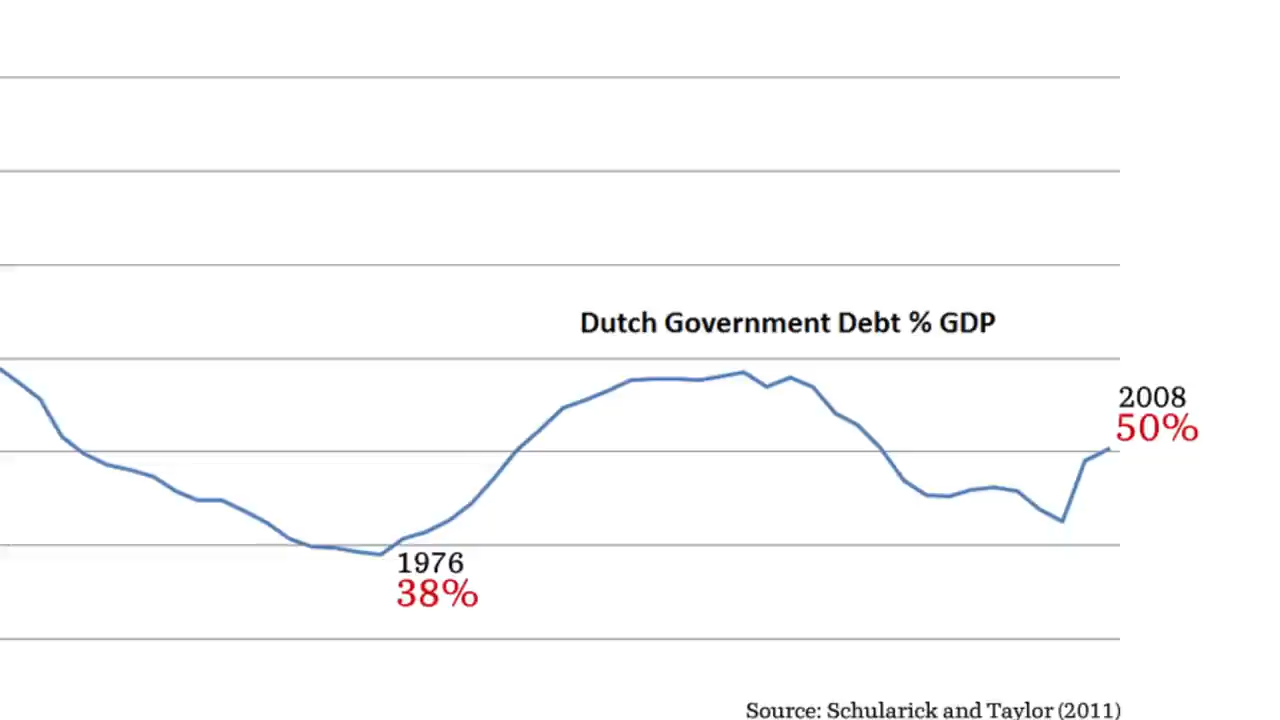 Dutch Government Debt % GDP
2008
50%
1976
38%
Source: Schularick and Taylor (2011)